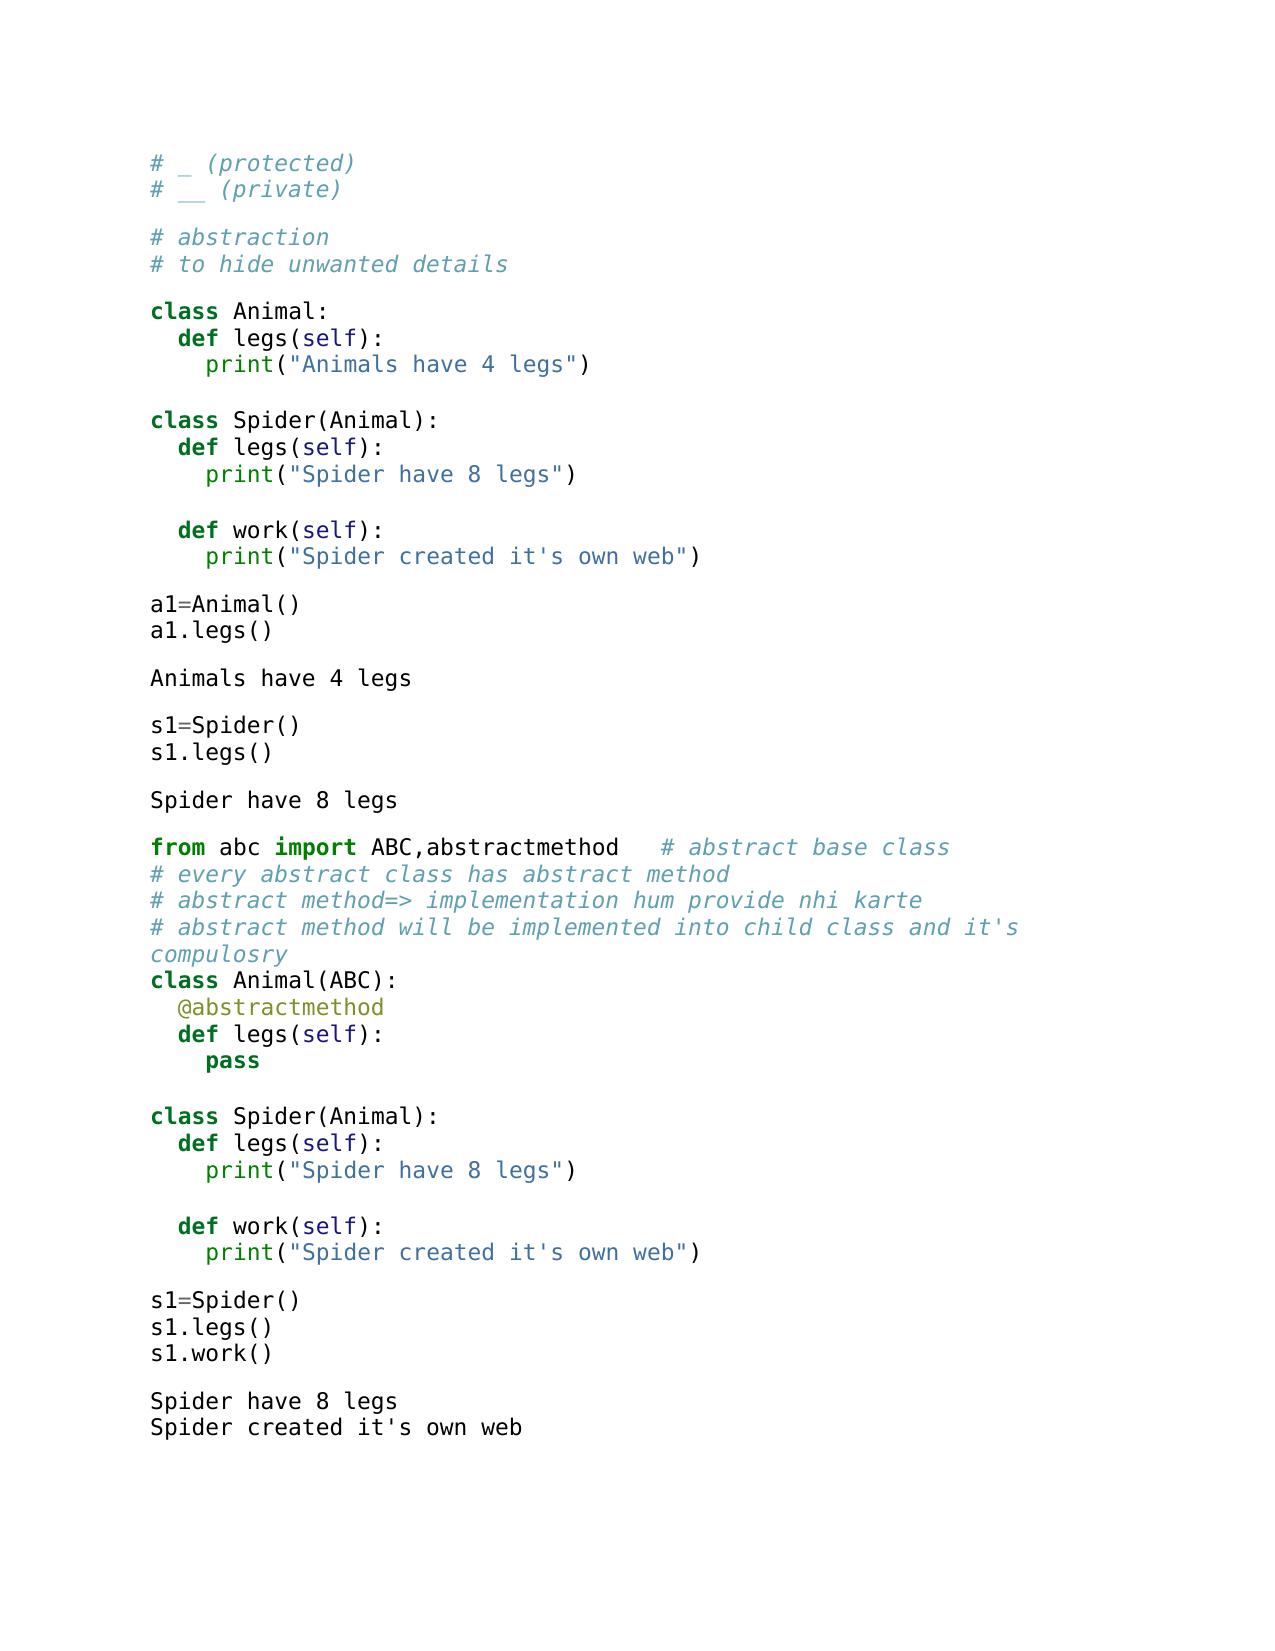 # _ (protected)
# __ (private)
# abstraction
# to hide unwanted details
class Animal:
  def legs(self):
    print("Animals have 4 legs")
class Spider(Animal):
  def legs(self):
    print("Spider have 8 legs")
  def work(self):
    print("Spider created it's own web")
a1=Animal()
a1.legs()
Animals have 4 legs
s1=Spider()
s1.legs()
Spider have 8 legs
from abc import ABC,abstractmethod   # abstract base class
# every abstract class has abstract method
# abstract method=> implementation hum provide nhi karte
# abstract method will be implemented into child class and it's
compulosry
class Animal(ABC):
  @abstractmethod
  def legs(self):
    pass
class Spider(Animal):
  def legs(self):
    print("Spider have 8 legs")
  def work(self):
    print("Spider created it's own web")
s1=Spider()
s1.legs()
s1.work()
Spider have 8 legs
Spider created it's own web